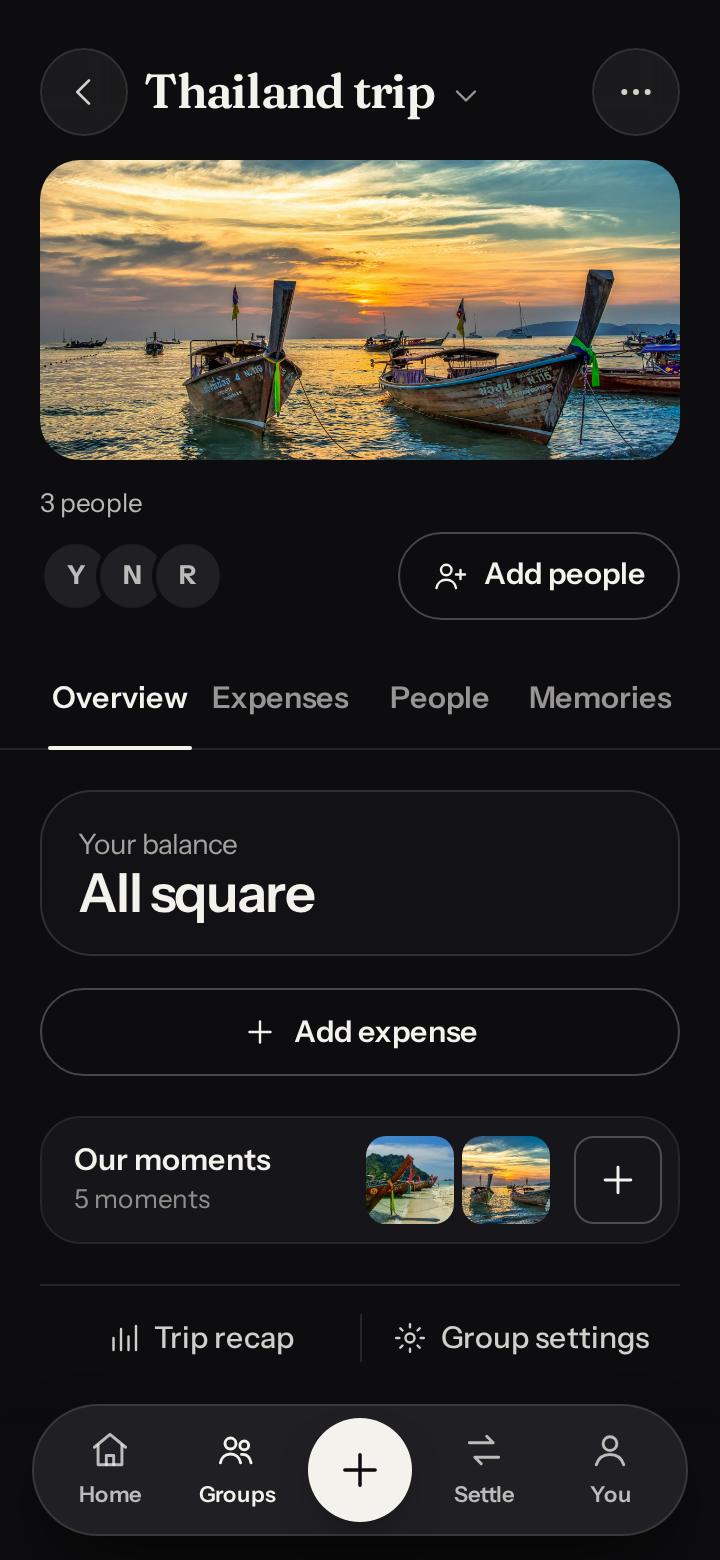 Thailand trip
3 people
Y N R
Add people
Overview Expenses People Memories
Your balance
All square
Add expense
Our moments
5 moments
Trip recap
Group settings
Home Groups Settle You